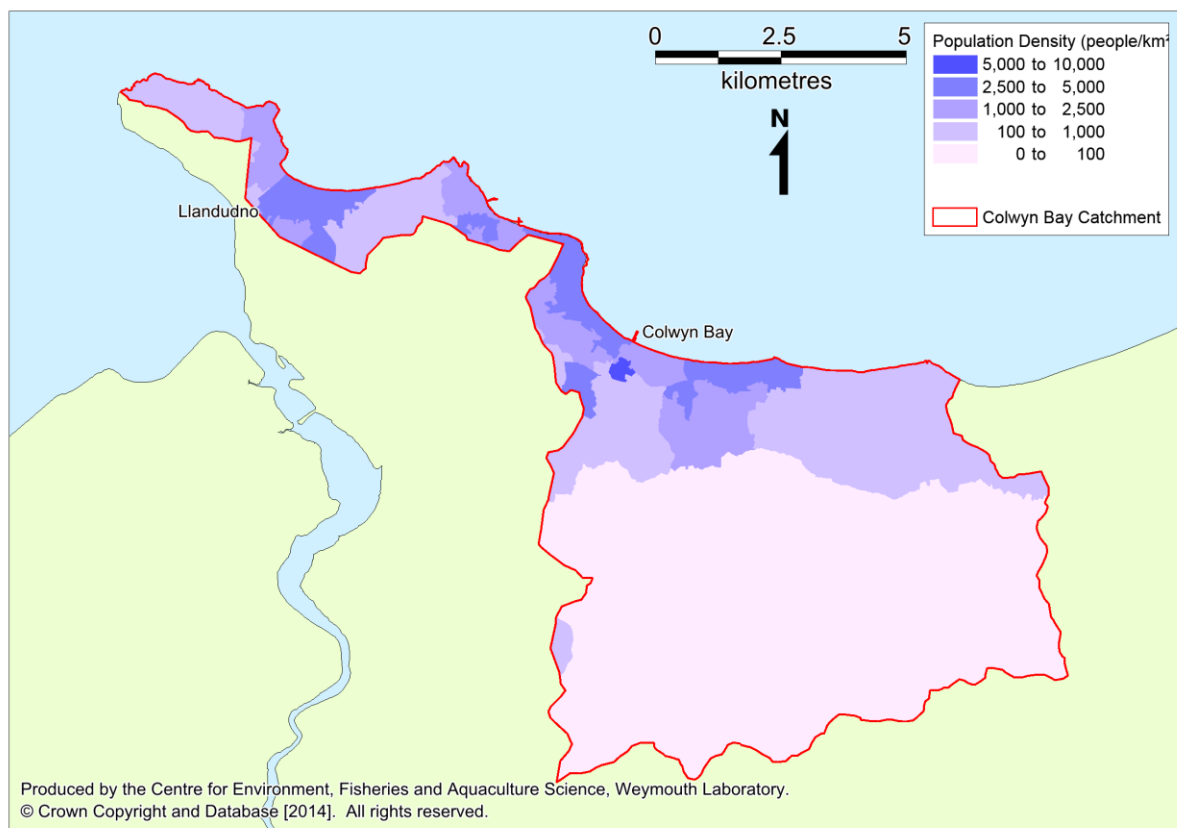 0 2.5 5
kilometres
N
Population Density (people/km²
5,000 to 10,000
2,500 to 5,000
1,000 to 2,500
100 to 1,000
0 to 100
Colwyn Bay Catchment
Llandudno
Colwyn Bay
Produced by the Centre for Environment, Fisheries and Aquaculture Science, Weymouth Laboratory.
© Crown Copyright and Database [2014]. All rights reserved.